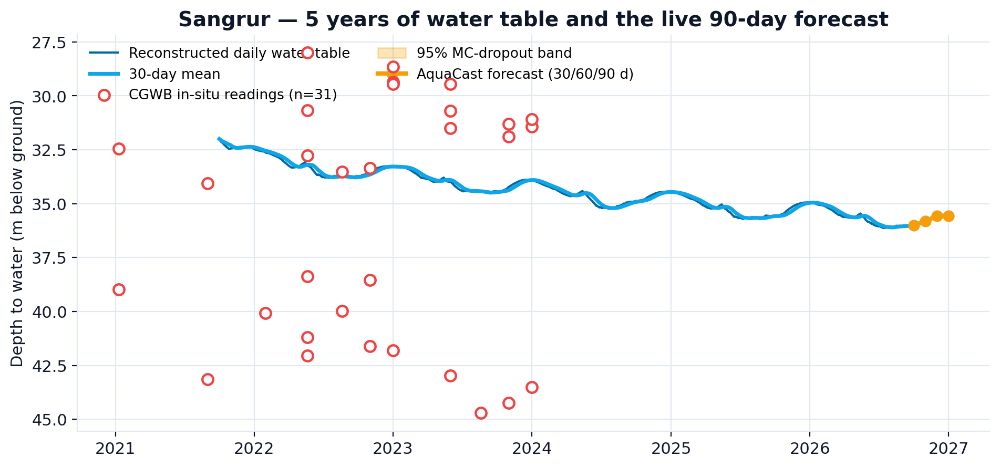 Sangrur — 5 years of water table and the live 90-day forecast
Reconstructed daily water table
30-day mean
CGWB in-situ readings (n=31)
95% MC-dropout band
AquaCast forecast (30/60/90 d)
Depth to water (m below ground)
27.5
30.0
32.5
35.0
37.5
40.0
42.5
45.0
2021 2022 2023 2024 2025 2026 2027